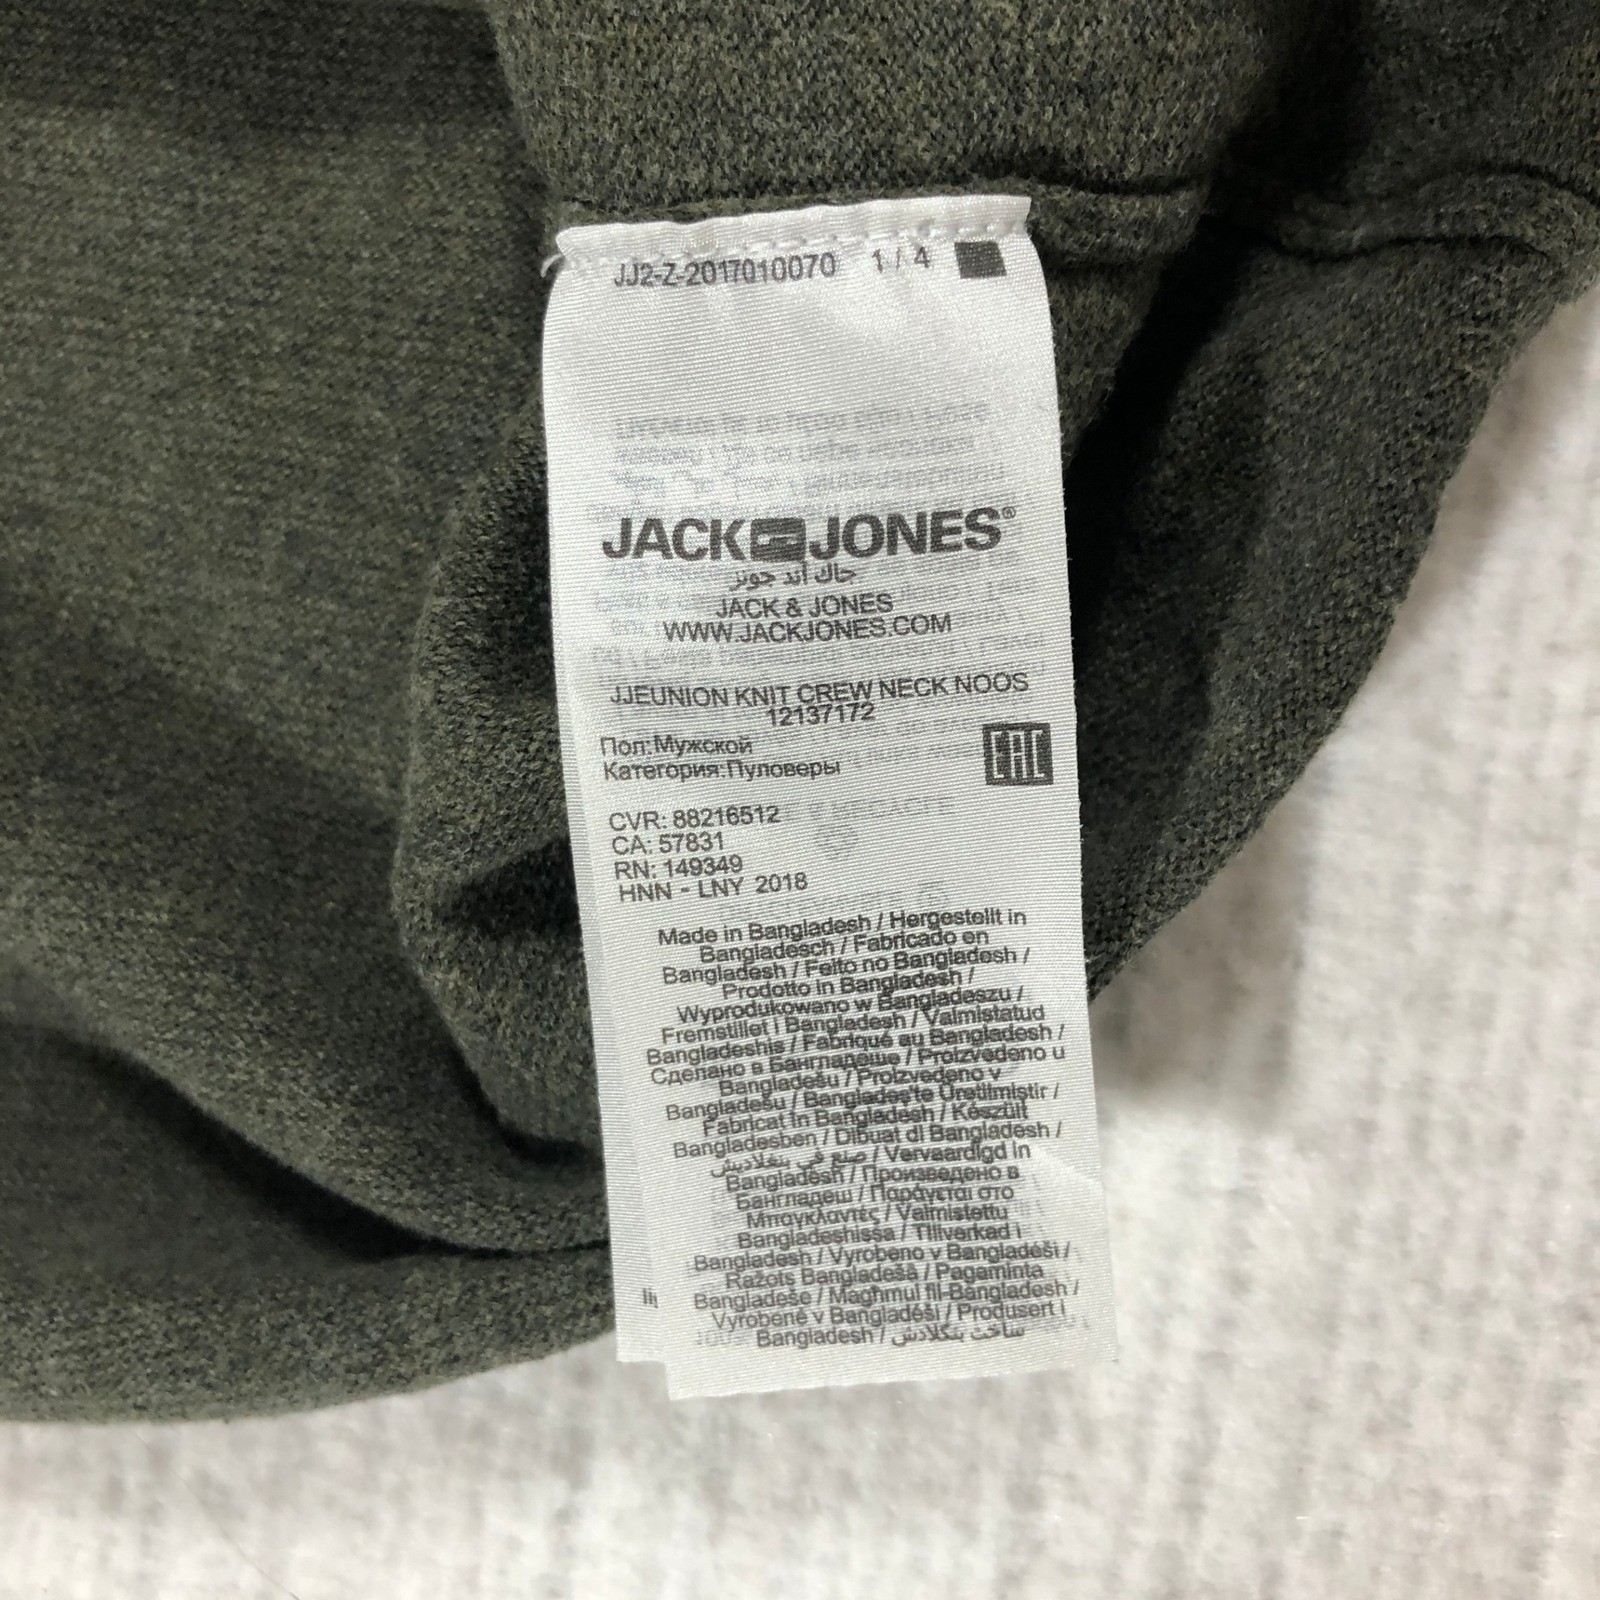 JJ2-Z-2017010070 1 / 4
JACK JONES®
جاك أند جونز
JACK & JONES
WWW.JACKJONES.COM
JJEUNION KNIT CREW NECK NOOS
12137172
Пол:Мужской
Категория:Пуловеры
EAC
CVR: 88216512
CA: 57831
RN: 149349
HNN - LNY 2018
Made in Bangladesh / Hergestellt in
Bangladesch / Fabricado en
Bangladesh / Feito no Bangladesh /
Prodotto in Bangladesh /
Wyprodukowano w Bangladeszu /
Fremstillet i Bangladesh / Valmistatud
Bangladeshis / Fabriqué au Bangladesh /
Сделано в Бангладеше / Proizvedeno u
Bangladešu / Proizvedeno v
Bangladešu / Bangladeş'te Üretilmiştir /
Fabricat în Bangladesh / Készült
Bangladesben / Dibuat di Bangladesh /
صنع في بنغلاديش / Vervaardigd in
Bangladesh / Произведено в
Бангладеш / Παράγεται στο
Μπαγκλαντές / Valmistettu
Bangladeshissa / Tillverkad i
Bangladesh / Vyrobeno v Bangladéši /
Ražots Bangladešā / Pagaminta
Bangladeše / Magħmul fil-Bangladesh /
Vyrobené v Bangladéši / Produsert i
Bangladesh / ساخت بنگلادش